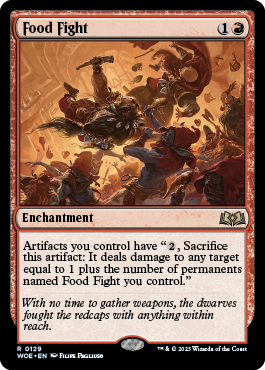 Food Fight 1
Enchantment
Artifacts you control have “2, Sacrifice
this artifact: It deals damage to any target
equal to 1 plus the number of permanents
named Food Fight you control.”
With no time to gather weapons, the dwarves
fought the redcaps with anything within
reach.
R 0129
WOE • EN Filipe Pagliuso ™ & © 2023 Wizards of the Coast